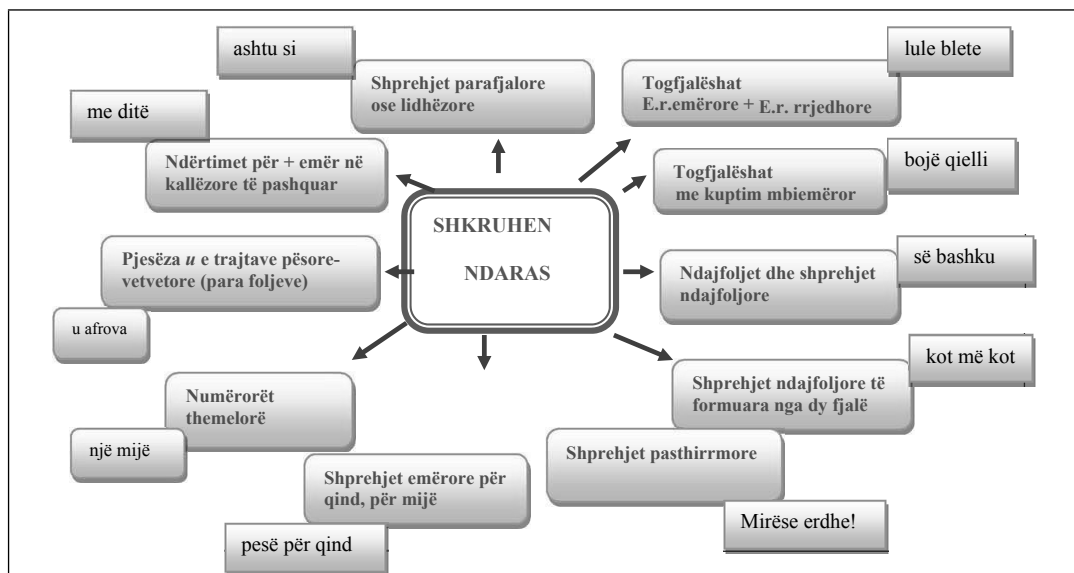 ashtu si
Shprehjet parafjalore
ose lidhëzore
lule blete
Togfjalëshat
E.r.emërore + E.r. rrjedhore
me ditë
Ndërtimet për + emër në
kallëzore të pashquar
bojë qielli
Togfjalëshat
me kuptim mbiemëror
SHKRUHEN
NDARAS
Pjesëza u e trajtave pësore-
vetvetore (para foljeve)
u afrova
së bashku
Ndajfoljet dhe shprehjet
ndajfoljore
kot më kot
Shprehjet ndajfoljore të
formuara nga dy fjalë
Numërorët
themelorë
një mijë
Shprehjet pasthirrmore
Mirëse erdhe!
Shprehjet emërore për
qind, për mijë
pesë për qind